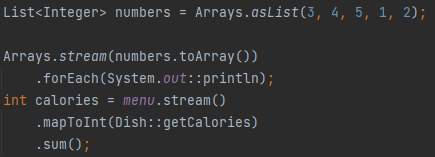 List<Integer> numbers = Arrays.asList(3, 4, 5, 1, 2);
Arrays.stream(numbers.toArray())
.forEach(System.out::println);
int calories = menu.stream()
.mapToInt(Dish::getCalories)
.sum();